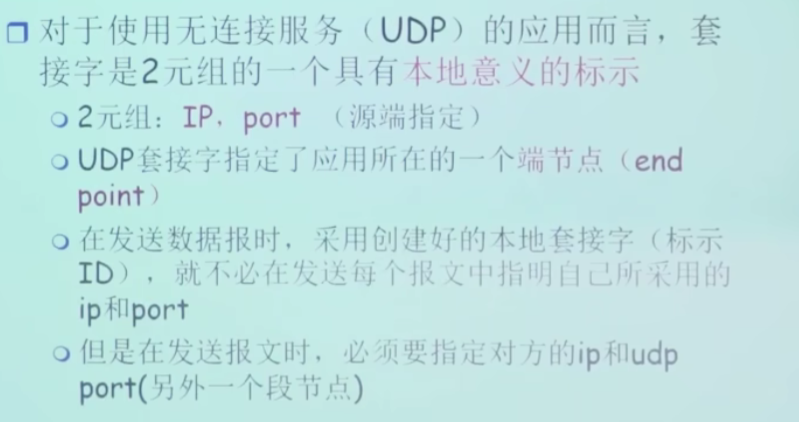 对于使用无连接服务（UDP）的应用而言，套
接字是2元组的一个具有本地意义的标示
2元组：IP，port （源端指定）
UDP套接字指定了应用所在的一个端节点（end
point）
在发送数据报时，采用创建好的本地套接字（标示
ID），就不必在发送每个报文中指明自己所采用的
ip和port
但是在发送报文时，必须要指定对方的ip和udp
port(另外一个段节点)